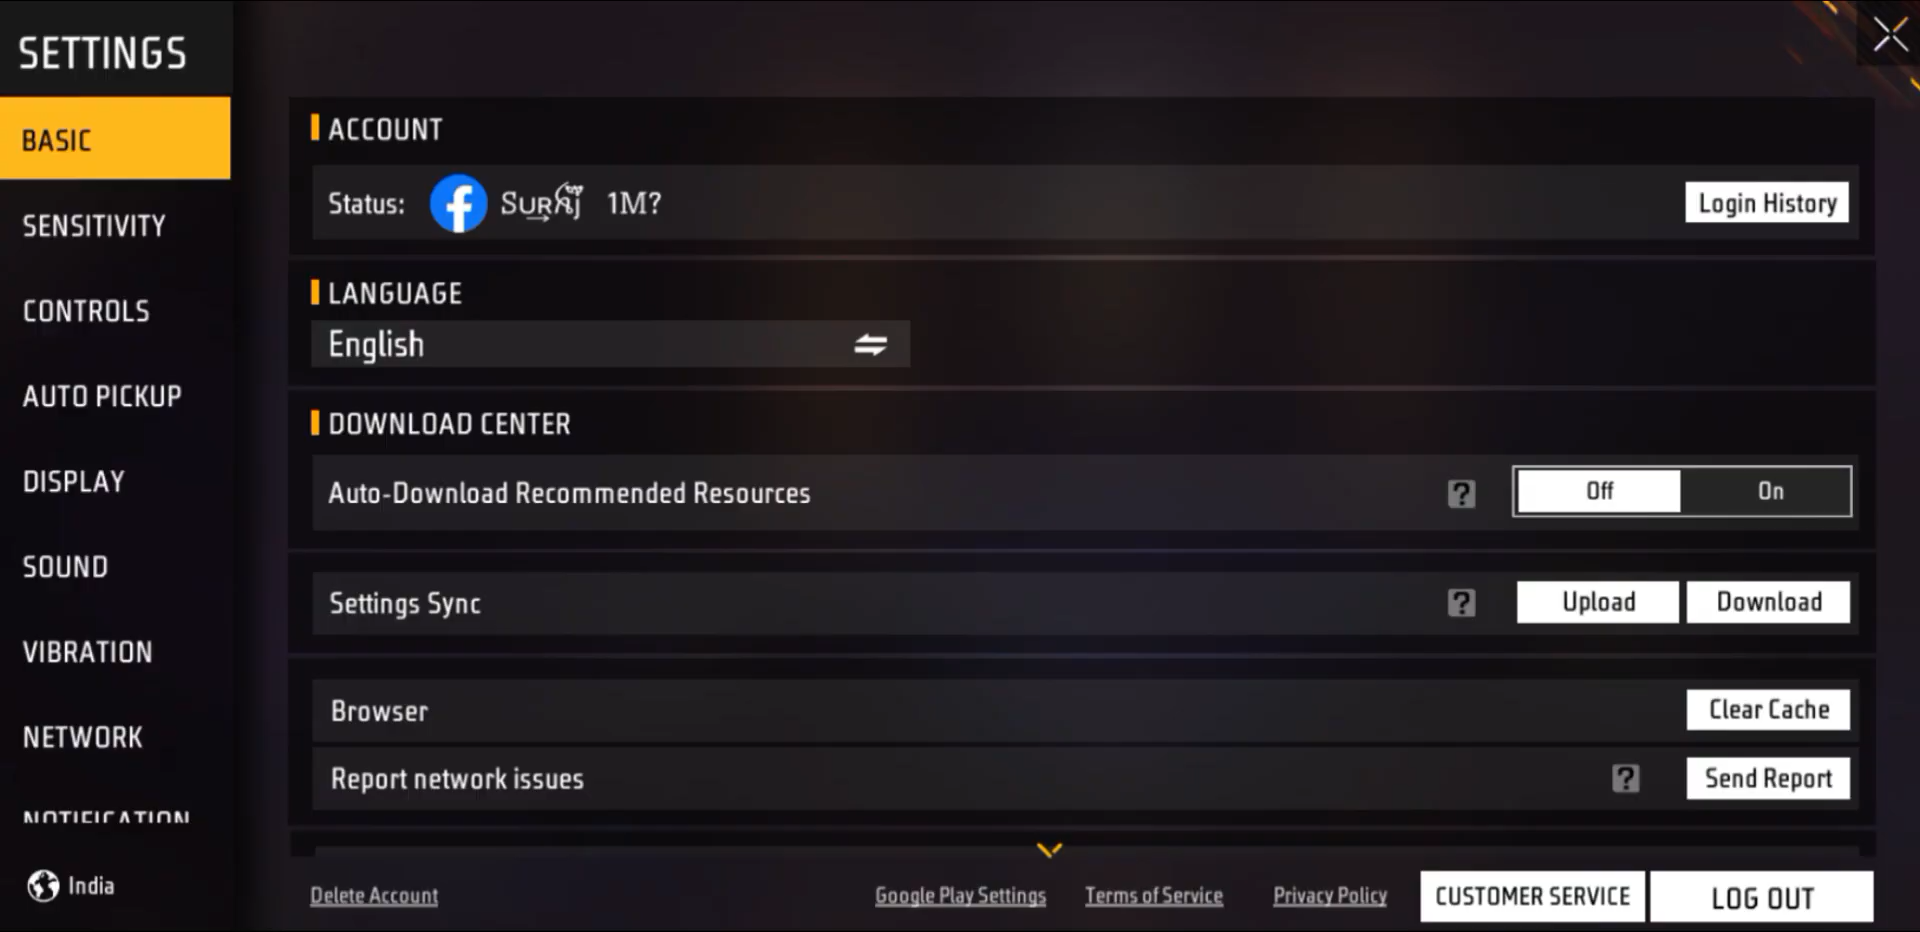 SETTINGS
BASIC
SENSITIVITY
CONTROLS
AUTO PICKUP
DISPLAY
SOUND
VIBRATION
NETWORK
NOTIFICATION
India
ACCOUNT
Status: 1M?
Login History
LANGUAGE
English
DOWNLOAD CENTER
Auto-Download Recommended Resources ? Off On
Settings Sync ? Upload Download
Browser Clear Cache
Report network issues ? Send Report
Delete Account Google Play Settings Terms of Service Privacy Policy CUSTOMER SERVICE LOG OUT